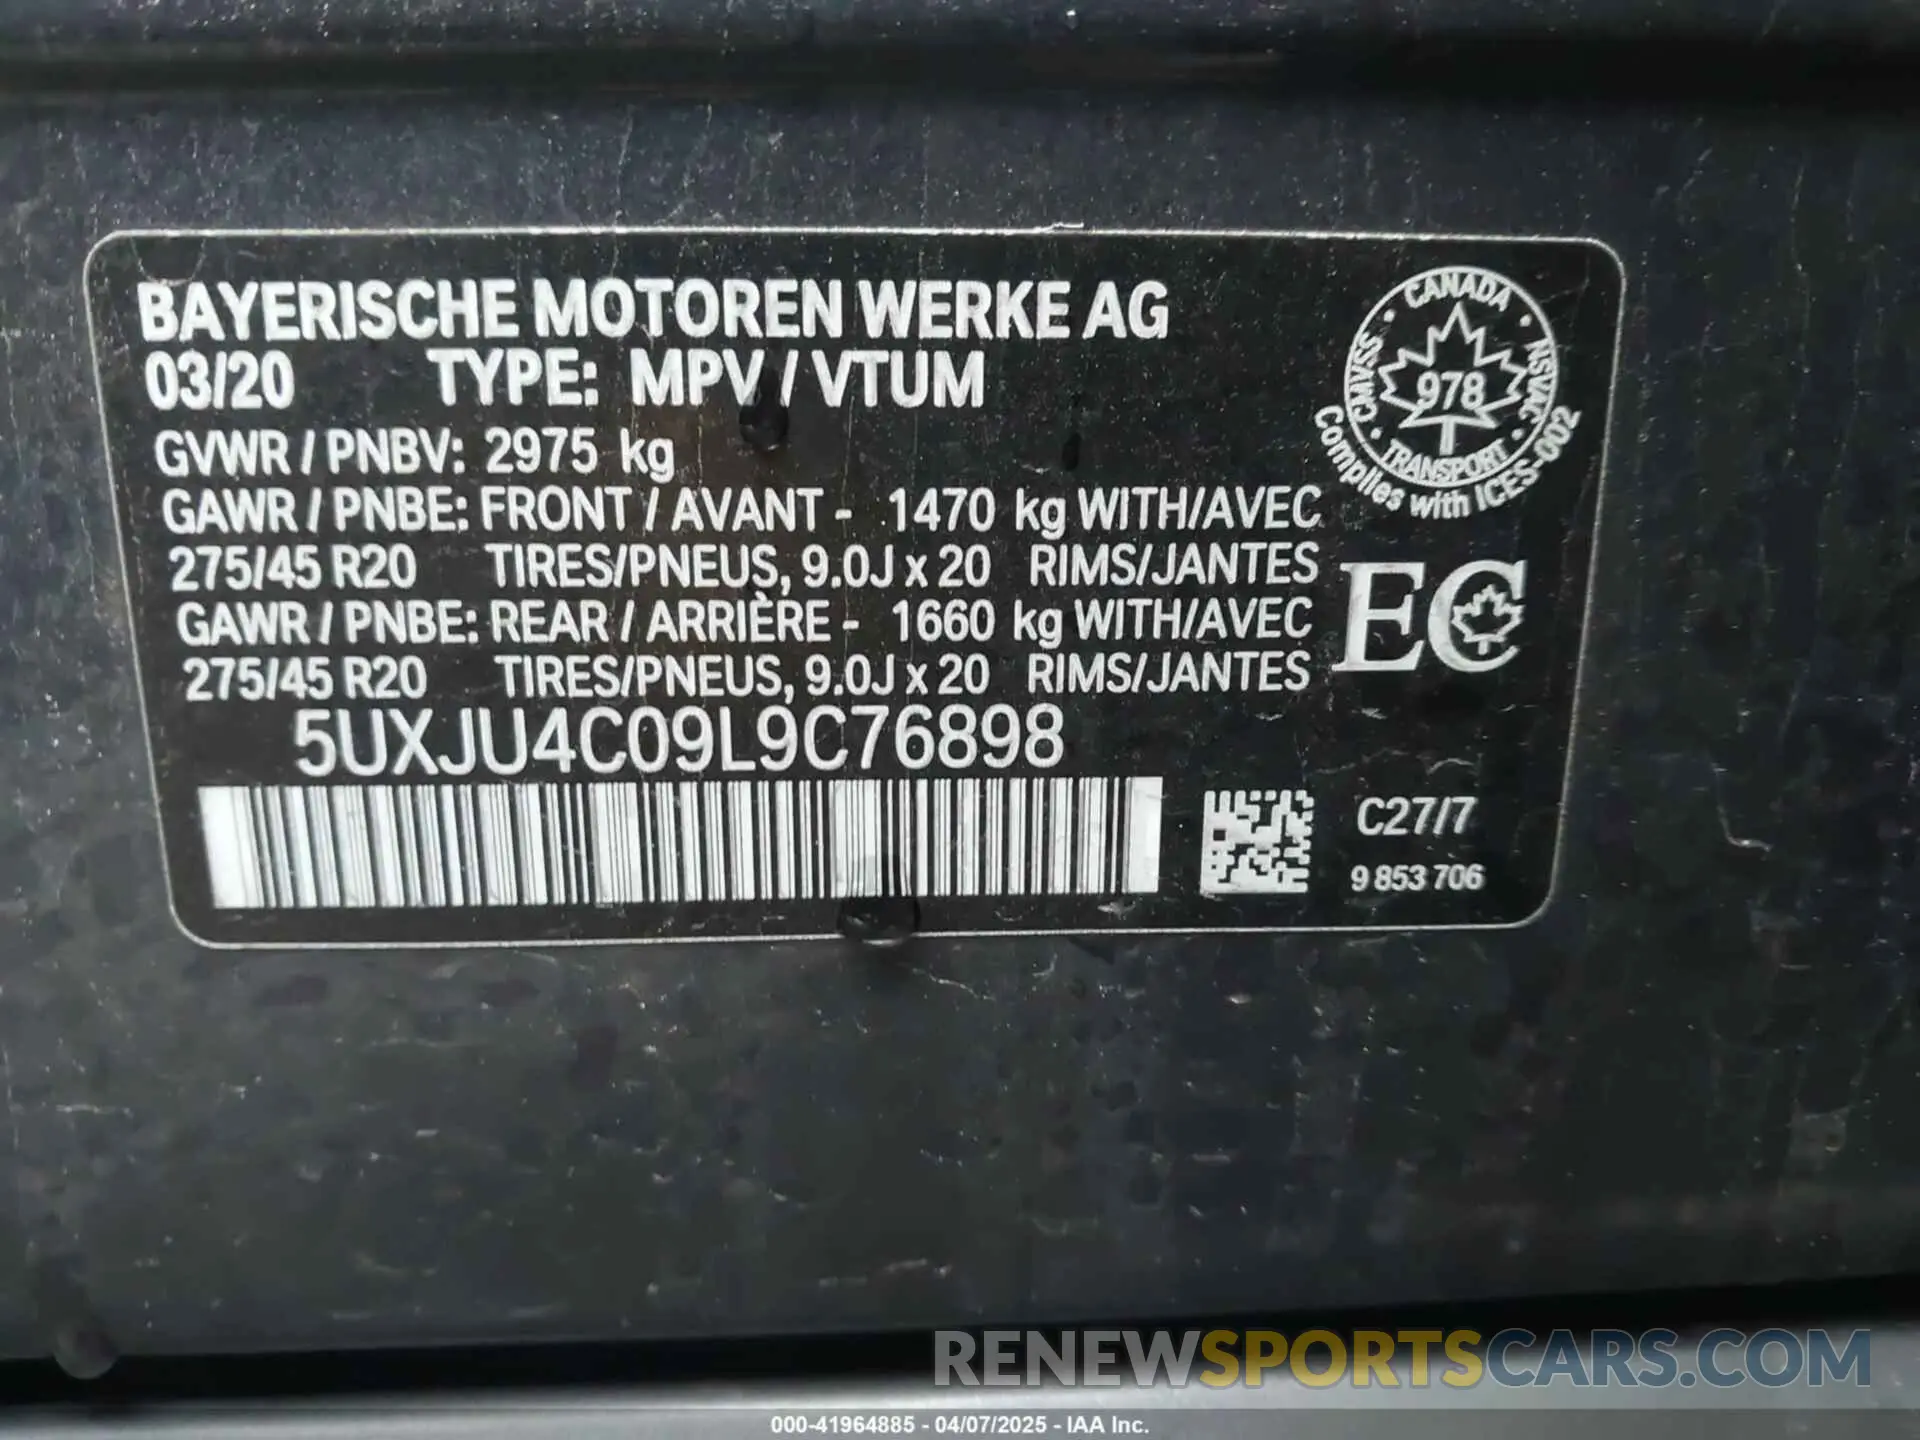 BAYERISCHE MOTOREN WERKE AG
03/20 TYPE: MPV / VTUM
GVWR / PNBV: 2975 kg
GAWR / PNBE: FRONT / AVANT - 1470 kg WITH/AVEC
275/45 R20 TIRES/PNEUS, 9.0J x 20 RIMS/JANTES
GAWR / PNBE: REAR / ARRIÈRE - 1660 kg WITH/AVEC
275/45 R20 TIRES/PNEUS, 9.0J x 20 RIMS/JANTES
5UXJU4C09L9C76898
CANADA
CMVSS • NSVAC
978
TRANSPORT
Complies with ICES-002
EC
C27/7
9 853 706
RENEWSPORTSCARS.COM
000-41964885 - 04/07/2025 - IAA Inc.